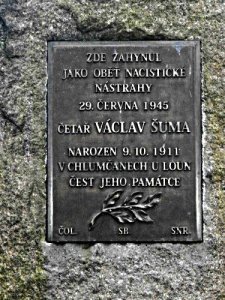 ZDE ZAHYNUL
JAKO OBĚŤ NACISTICKÉ
NÁSTRAHY
29. ČERVNA 1945
ČETAŘ VÁCLAV ŠUMA
NAROZEN 9. 10. 1911
V CHLUMČANECH U LOUN
ČEST JEHO PAMÁTCE
ČOL. SB SNR.